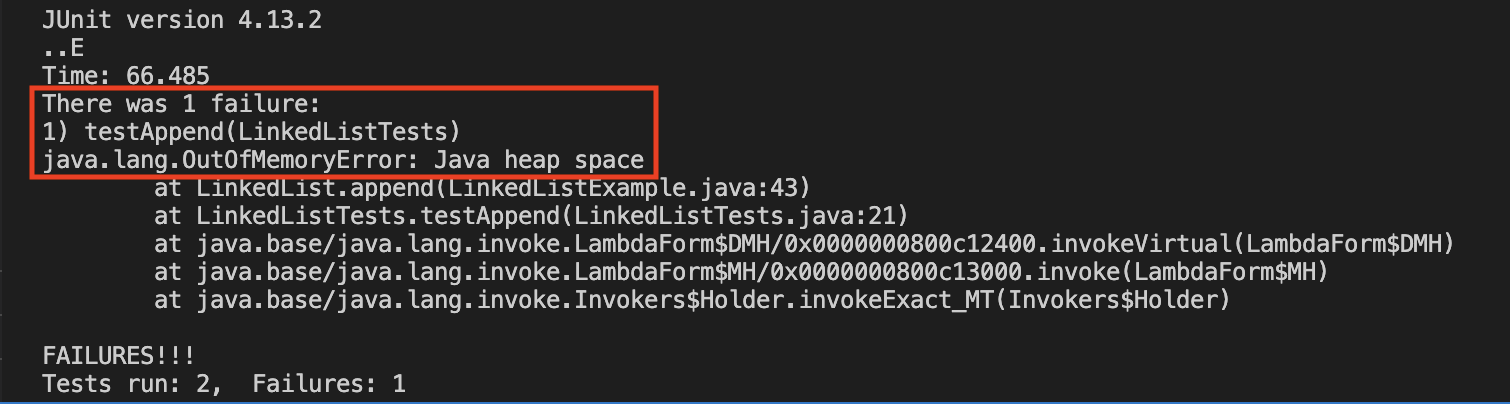 JUnit version 4.13.2
..E
Time: 66.485
There was 1 failure:
1) testAppend(LinkedListTests)
java.lang.OutOfMemoryError: Java heap space
        at LinkedList.append(LinkedListExample.java:43)
        at LinkedListTests.testAppend(LinkedListTests.java:21)
        at java.base/java.lang.invoke.LambdaForm$DMH/0x0000000800c12400.invokeVirtual(LambdaForm$DMH)
        at java.base/java.lang.invoke.LambdaForm$MH/0x0000000800c13000.invoke(LambdaForm$MH)
        at java.base/java.lang.invoke.Invokers$Holder.invokeExact_MT(Invokers$Holder)
FAILURES!!!
Tests run: 2,  Failures: 1